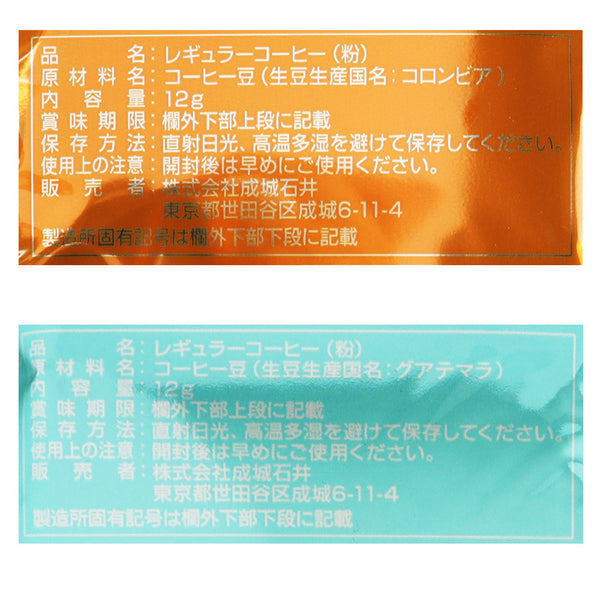 品名：レギュラーコーヒー（粉）
原材料名：コーヒー豆（生豆生産国名：コロンビア）
内容量：12g
賞味期限：欄外下部上段に記載
保存方法：直射日光、高温多湿を避けて保存してください。
使用上の注意：開封後は早めにご使用ください。
販売者：株式会社成城石井
東京都世田谷区成城6-11-4
製造所固有記号は欄外下部下段に記載
品名：レギュラーコーヒー（粉）
原材料名：コーヒー豆（生豆生産国名：グアテマラ）
内容量：12g
賞味期限：欄外下部上段に記載
保存方法：直射日光、高温多湿を避けて保存してください。
使用上の注意：開封後は早めにご使用ください。
販売者：株式会社成城石井
東京都世田谷区成城6-11-4
製造所固有記号は欄外下部下段に記載